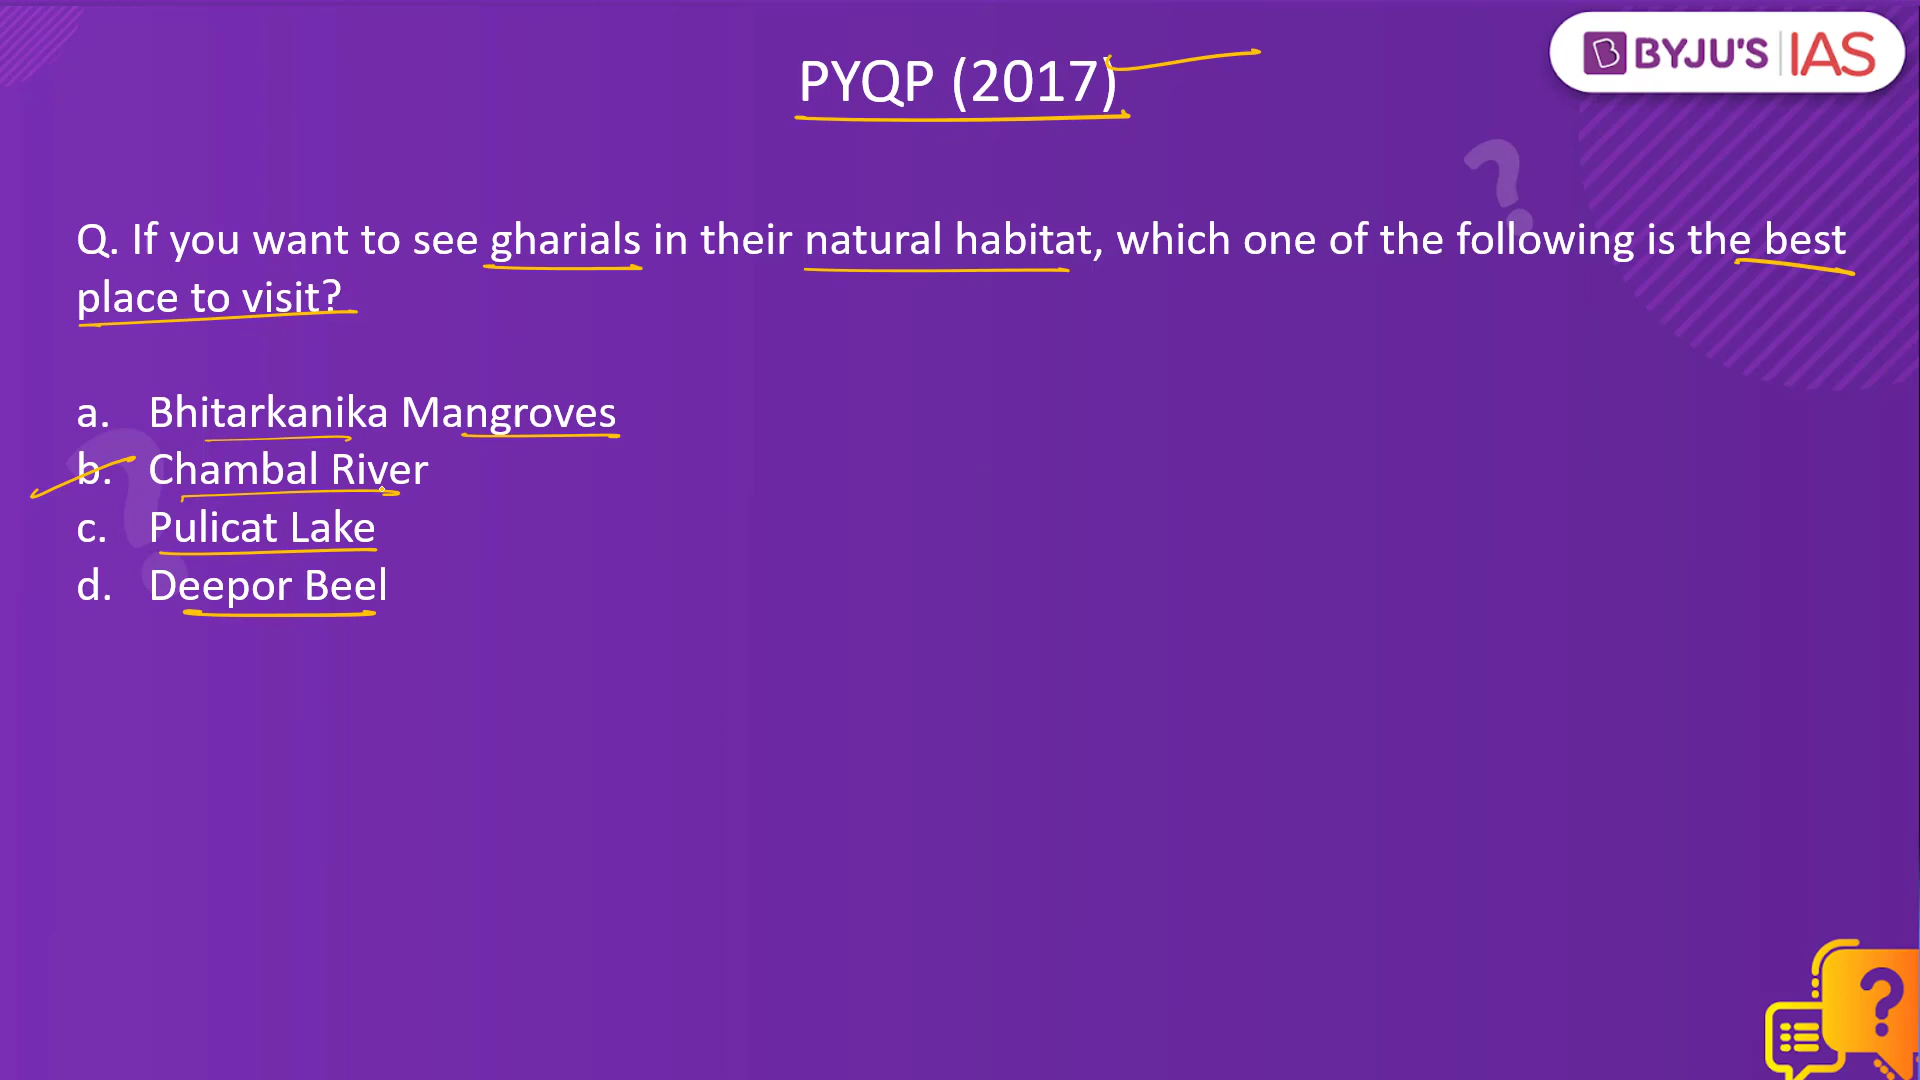 BYJU'S IAS
PYQP (2017)
Q. If you want to see gharials in their natural habitat, which one of the following is the best
place to visit?
a. Bhitarkanika Mangroves
b. Chambal River
c. Pulicat Lake
d. Deepor Beel